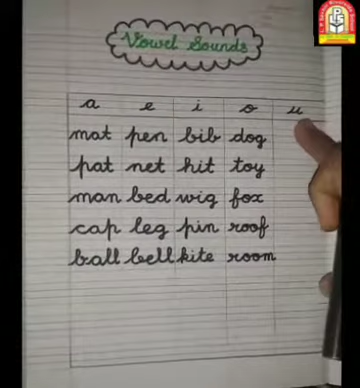 Vowel Sounds
a e i o u
mat pen bib dog
pat net hit toy
man bed wig fox
cap leg pin roof
ball bell kite room